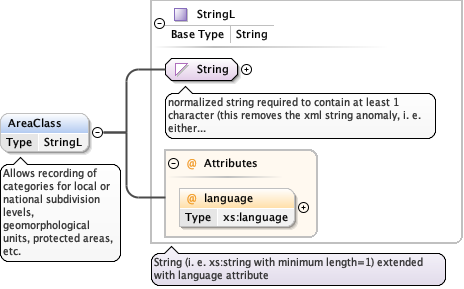 StringL
Base Type String
String
normalized string required to contain at least 1
character (this removes the xml string anomaly, i. e.
either...
AreaClass
Type StringL
Allows recording of
categories for local or
national subdivision
levels,
geomorphological
units, protected areas,
etc.
@ Attributes
@ language
Type xs:language
String (i. e. xs:string with minimum length=1) extended
with language attribute